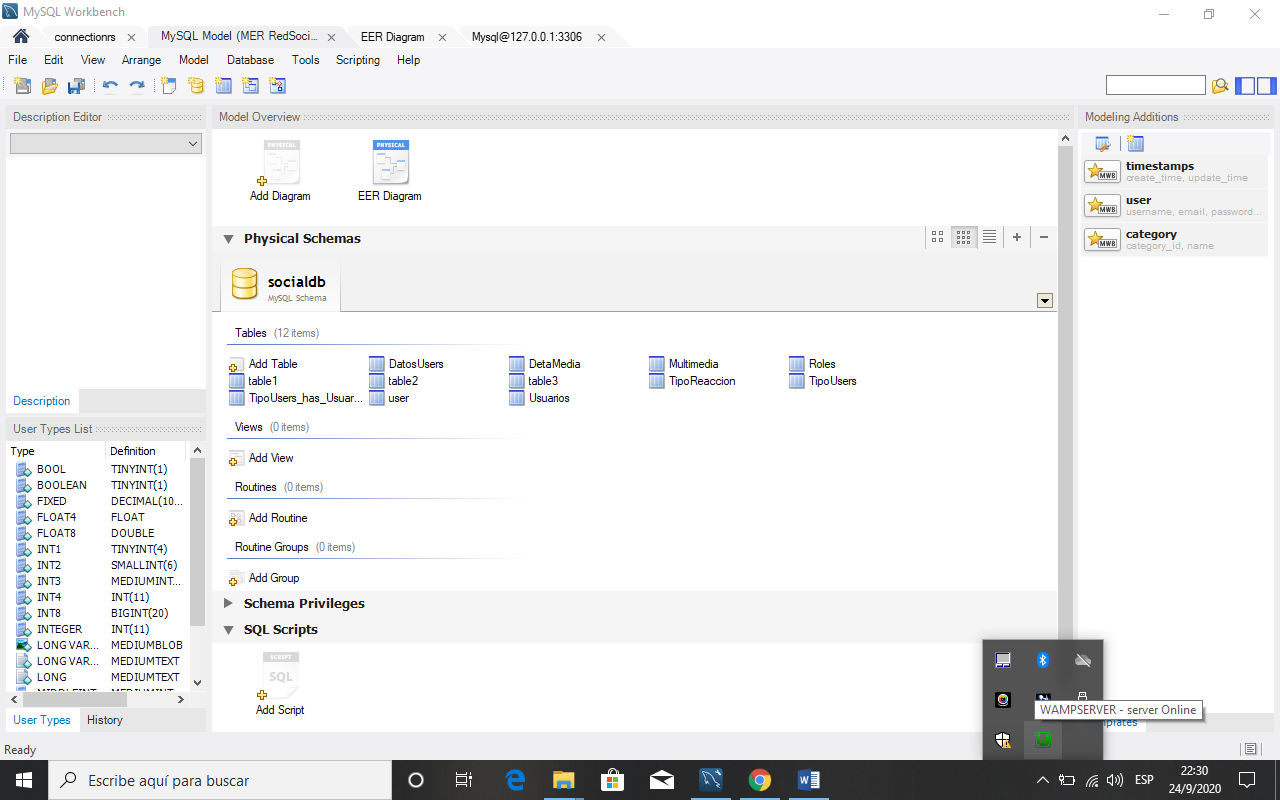 MySQL Workbench
connectionrs
MySQL Model (MER RedSoci...
EER Diagram
Mysql@127.0.0.1:3306
File Edit View Arrange Model Database Tools Scripting Help
Description Editor
Description
User Types List
Type Definition
BOOL TINYINT(1)
BOOLEAN TINYINT(1)
FIXED DECIMAL(10...
FLOAT4 FLOAT
FLOAT8 DOUBLE
INT1 TINYINT(4)
INT2 SMALLINT(6)
INT3 MEDIUMINT...
INT4 INT(11)
INT8 BIGINT(20)
INTEGER INT(11)
LONG VAR... MEDIUMBLOB
LONG VAR... MEDIUMTEXT
LONG MEDIUMTEXT
User Types History
Ready
Model Overview
PHYSICAL
Add Diagram
PHYSICAL
EER Diagram
Physical Schemas
socialdb
MySQL Schema
Tables (12 items)
Add Table DatosUsers DetaMedia Multimedia Roles
table1 table2 table3 TipoReaccion TipoUsers
TipoUsers_has_Usuar... user Usuarios
Views (0 items)
Add View
Routines (0 items)
Add Routine
Routine Groups (0 items)
Add Group
Schema Privileges
SQL Scripts
SCRIPT
SQL
Add Script
Modeling Additions
MWB
timestamps
create_time, update_time
MWB
user
username, email, password...
MWB
category
category_id, name
WAMPSERVER - server Online
Escribe aquí para buscar
ESP
22:30
24/9/2020